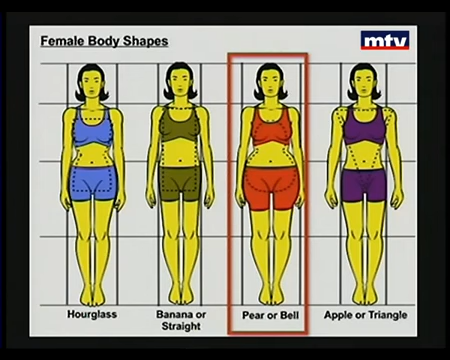 Female Body Shapes
mtv
Hourglass
Banana or
Straight
Pear or Bell
Apple or Triangle